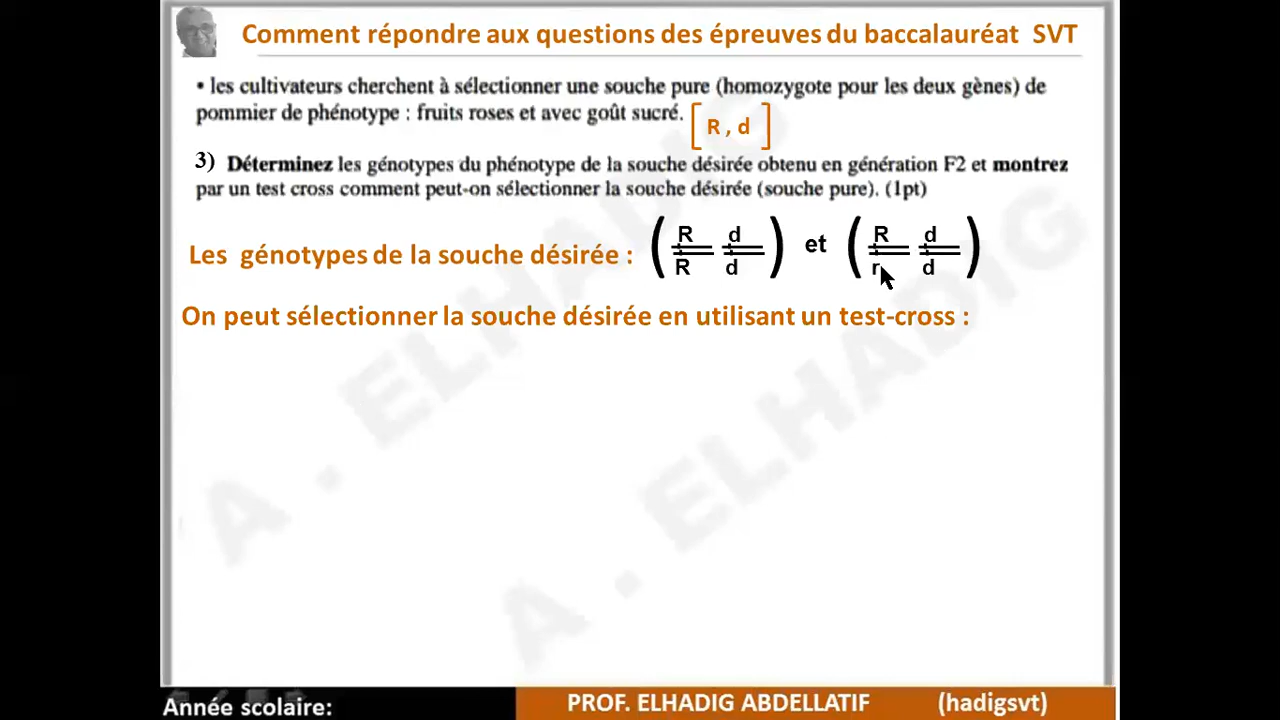 Comment répondre aux questions des épreuves du baccalauréat SVT
• les cultivateurs cherchent à sélectionner une souche pure (homozygote pour les deux gènes) de
pommier de phénotype : fruits roses et avec goût sucré. [ R , d ]
3) Déterminez les génotypes du phénotype de la souche désirée obtenu en génération F2 et montrez
par un test cross comment peut-on sélectionner la souche désirée (souche pure). (1pt)
R d R d
Les génotypes de la souche désirée : ( ) et ( )
R d r d
On peut sélectionner la souche désirée en utilisant un test-cross :
A . ELHADIG
A . ELHADIG
Année scolaire: PROF. ELHADIG ABDELLATIF (hadigsvt)